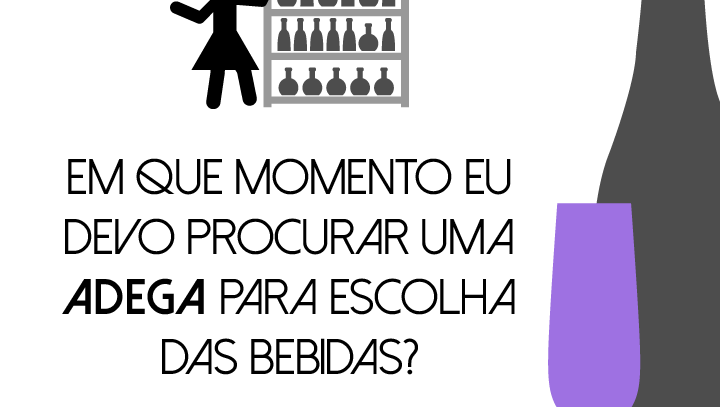 EM QUE MOMENTO EU
DEVO PROCURAR UMA
ADEGA PARA ESCOLHA
DAS BEBIDAS?